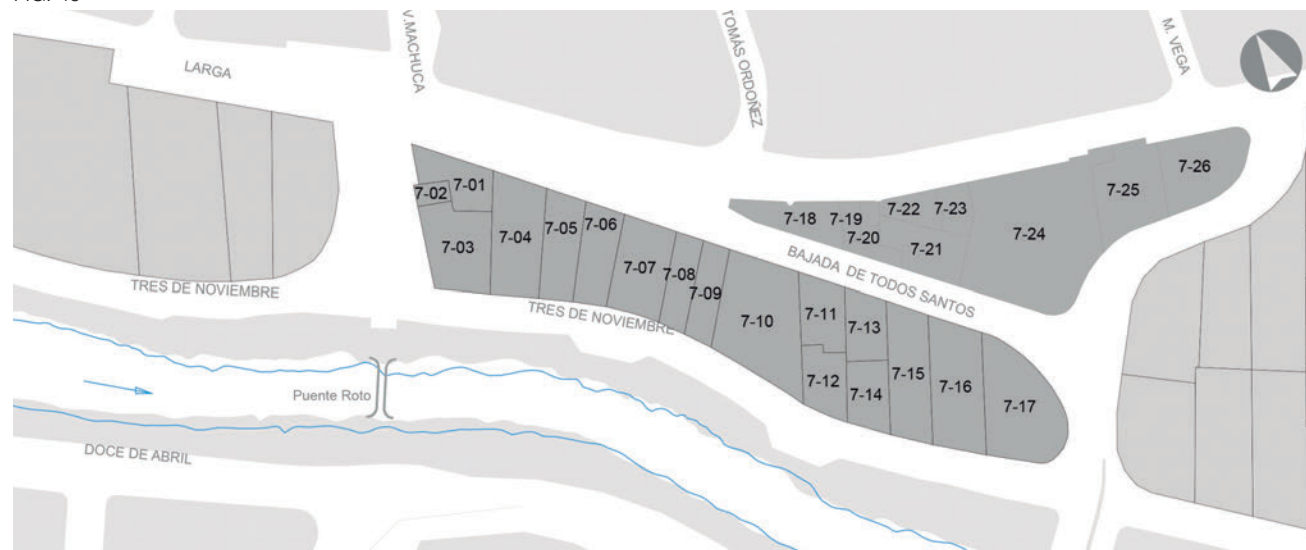 V.MACHUCA
TOMÁS ORDOÑEZ
M. VEGA
LARGA
7-01
7-02
7-03
7-04
7-05
7-06
7-07
7-08
7-09
7-10
7-11
7-12
7-13
7-14
7-15
7-16
7-17
7-18
7-19
7-20
7-21
7-22
7-23
7-24
7-25
7-26
BAJADA DE TODOS SANTOS
TRES DE NOVIEMBRE
TRES DE NOVIEMBRE
Puente Roto
DOCE DE ABRIL